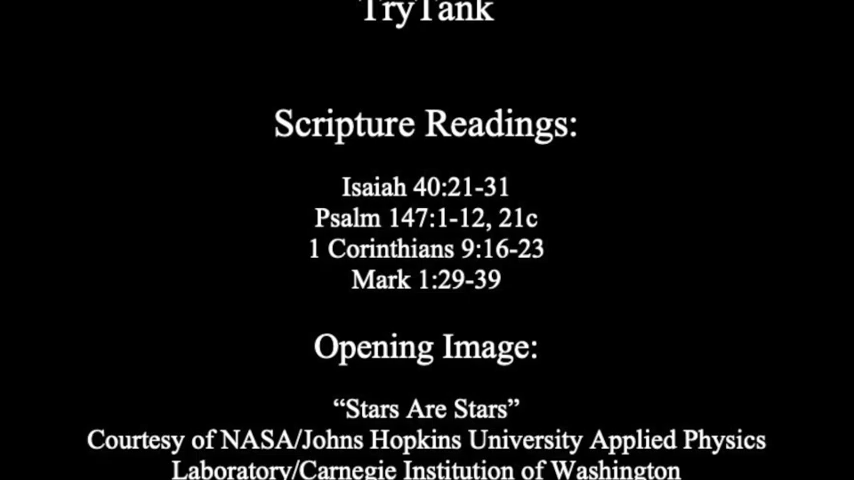 TryTank
Scripture Readings:
Isaiah 40:21-31
Psalm 147:1-12, 21c
1 Corinthians 9:16-23
Mark 1:29-39
Opening Image:
“Stars Are Stars”
Courtesy of NASA/Johns Hopkins University Applied Physics
Laboratory/Carnegie Institution of Washington